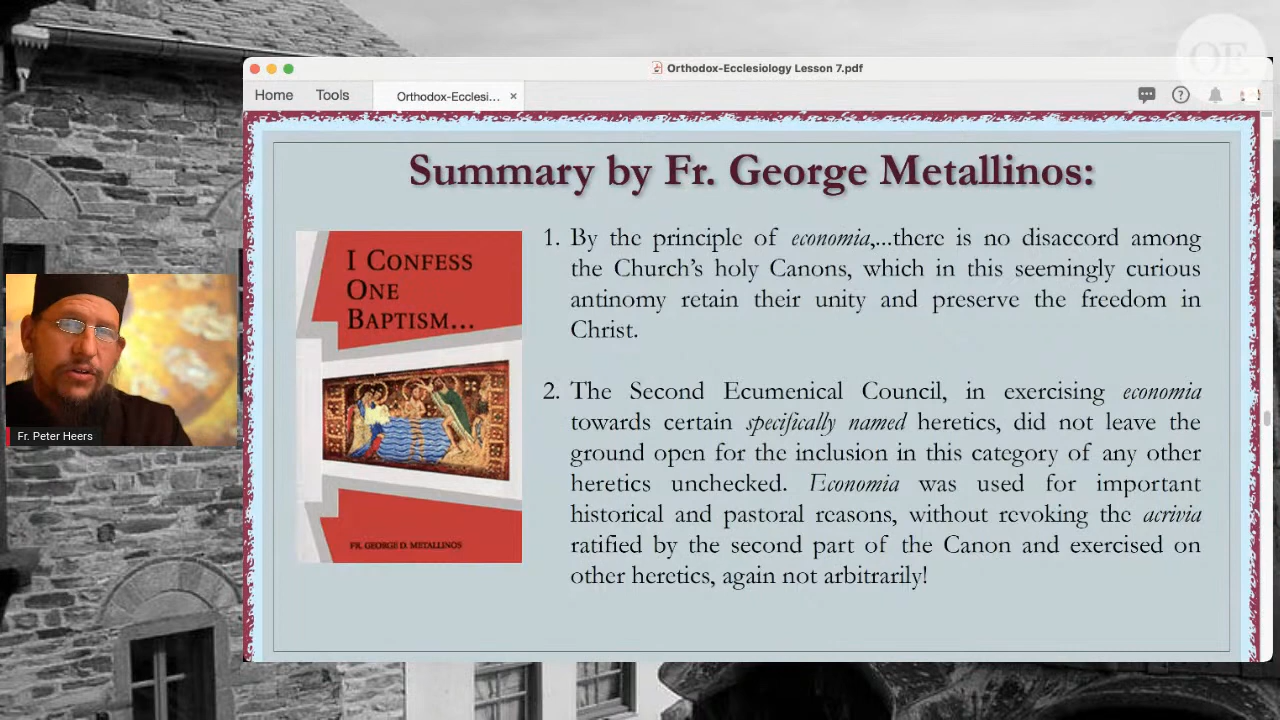 OE
Orthodox-Ecclesiology Lesson 7.pdf
Home Tools Orthodox-Ecclesi... ×
Summary by Fr. George Metallinos:
I CONFESS
ONE
BAPTISM...
FR. GEORGE D. METALLINOS
1. By the principle of economia,...there is no disaccord among
the Church's holy Canons, which in this seemingly curious
antinomy retain their unity and preserve the freedom in
Christ.
2. The Second Ecumenical Council, in exercising economia
towards certain specifically named heretics, did not leave the
ground open for the inclusion in this category of any other
heretics unchecked. Economia was used for important
historical and pastoral reasons, without revoking the acrivia
ratified by the second part of the Canon and exercised on
other heretics, again not arbitrarily!
Fr. Peter Heers